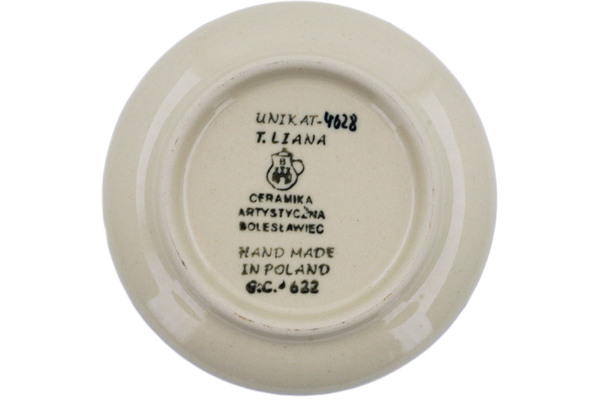 UNIKAT-4628
T. LIANA
B
CERAMIKA
ARTYSTYCZNA
BOLESŁAWIEC
HAND MADE
IN POLAND
G.C. 622